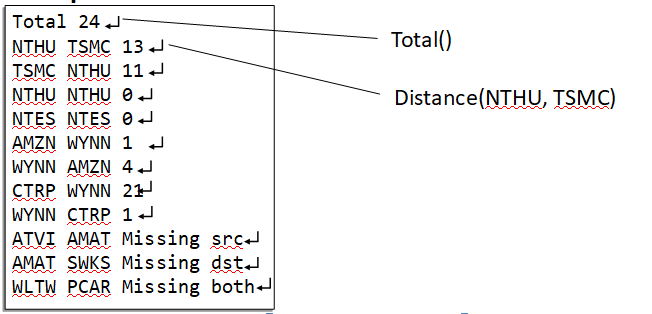 Total 24↵
NTHU TSMC 13↵
TSMC NTHU 11↵
NTHU NTHU 0↵
NTES NTES 0↵
AMZN WYNN 1 ↵
WYNN AMZN 4↵
CTRP WYNN 21↵
WYNN CTRP 1↵
ATVI AMAT Missing src↵
AMAT SWKS Missing dst↵
WLTW PCAR Missing both↵
Total()
Distance(NTHU, TSMC)